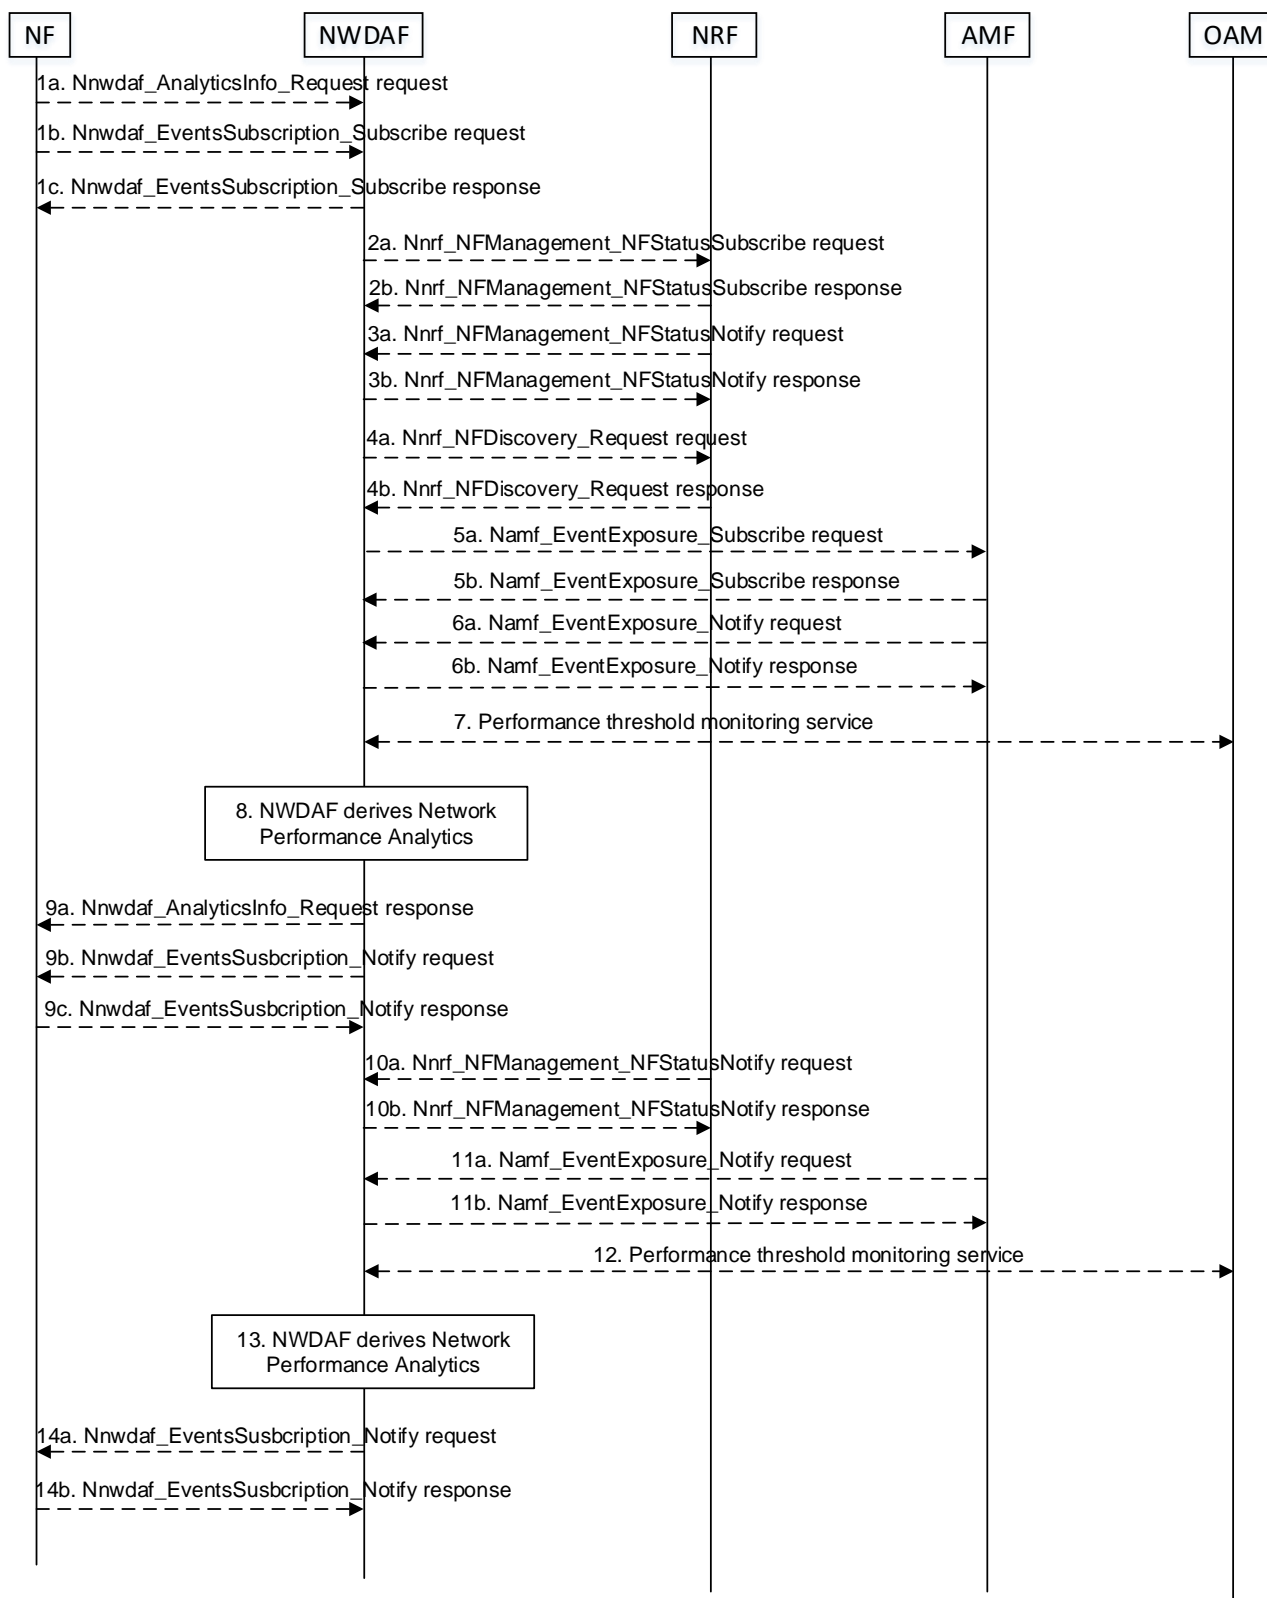 NF
NWDAF
NRF
AMF
OAM
1a. Nnwdaf_AnalyticsInfo_Request request
1b. Nnwdaf_EventsSubscription_Subscribe request
1c. Nnwdaf_EventsSubscription_Subscribe response
2a. Nnrf_NFManagement_NFStatusSubscribe request
2b. Nnrf_NFManagement_NFStatusSubscribe response
3a. Nnrf_NFManagement_NFStatusNotify request
3b. Nnrf_NFManagement_NFStatusNotify response
4a. Nnrf_NFDiscovery_Request request
4b. Nnrf_NFDiscovery_Request response
5a. Namf_EventExposure_Subscribe request
5b. Namf_EventExposure_Subscribe response
6a. Namf_EventExposure_Notify request
6b. Namf_EventExposure_Notify response
7. Performance threshold monitoring service
8. NWDAF derives Network
Performance Analytics
9a. Nnwdaf_AnalyticsInfo_Request response
9b. Nnwdaf_EventsSusbcription_Notify request
9c. Nnwdaf_EventsSusbcription_Notify response
10a. Nnrf_NFManagement_NFStatusNotify request
10b. Nnrf_NFManagement_NFStatusNotify response
11a. Namf_EventExposure_Notify request
11b. Namf_EventExposure_Notify response
12. Performance threshold monitoring service
13. NWDAF derives Network
Performance Analytics
14a. Nnwdaf_EventsSusbcription_Notify request
14b. Nnwdaf_EventsSusbcription_Notify response